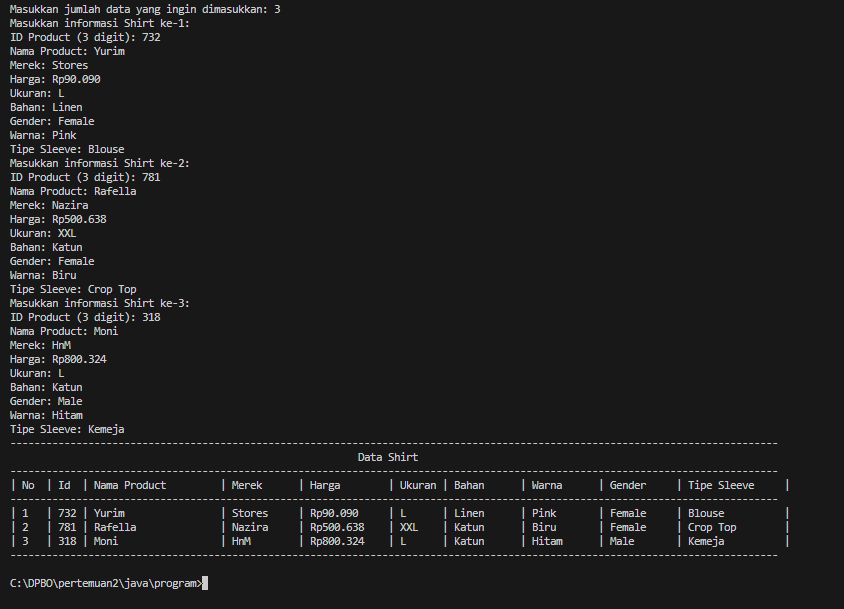 Masukkan jumlah data yang ingin dimasukkan: 3
Masukkan informasi Shirt ke-1:
ID Product (3 digit): 732
Nama Product: Yurim
Merek: Stores
Harga: Rp90.090
Ukuran: L
Bahan: Linen
Gender: Female
Warna: Pink
Tipe Sleeve: Blouse
Masukkan informasi Shirt ke-2:
ID Product (3 digit): 781
Nama Product: Rafella
Merek: Nazira
Harga: Rp500.638
Ukuran: XXL
Bahan: Katun
Gender: Female
Warna: Biru
Tipe Sleeve: Crop Top
Masukkan informasi Shirt ke-3:
ID Product (3 digit): 318
Nama Product: Moni
Merek: HnM
Harga: Rp800.324
Ukuran: L
Bahan: Katun
Gender: Male
Warna: Hitam
Tipe Sleeve: Kemeja
--------------------------------------------------------------------------------------------------------------------------------
Data Shirt
--------------------------------------------------------------------------------------------------------------------------------
| No  | Id  | Nama Product         | Merek      | Harga        | Ukuran | Bahan      | Warna      | Gender     | Tipe Sleeve     |
--------------------------------------------------------------------------------------------------------------------------------
| 1   | 732 | Yurim                | Stores     | Rp90.090     | L      | Linen      | Pink       | Female     | Blouse          |
| 2   | 781 | Rafella              | Nazira     | Rp500.638    | XXL    | Katun      | Biru       | Female     | Crop Top        |
| 3   | 318 | Moni                 | HnM        | Rp800.324    | L      | Katun      | Hitam      | Male       | Kemeja          |
--------------------------------------------------------------------------------------------------------------------------------
C:\DPBO\pertemuan2\java\program>